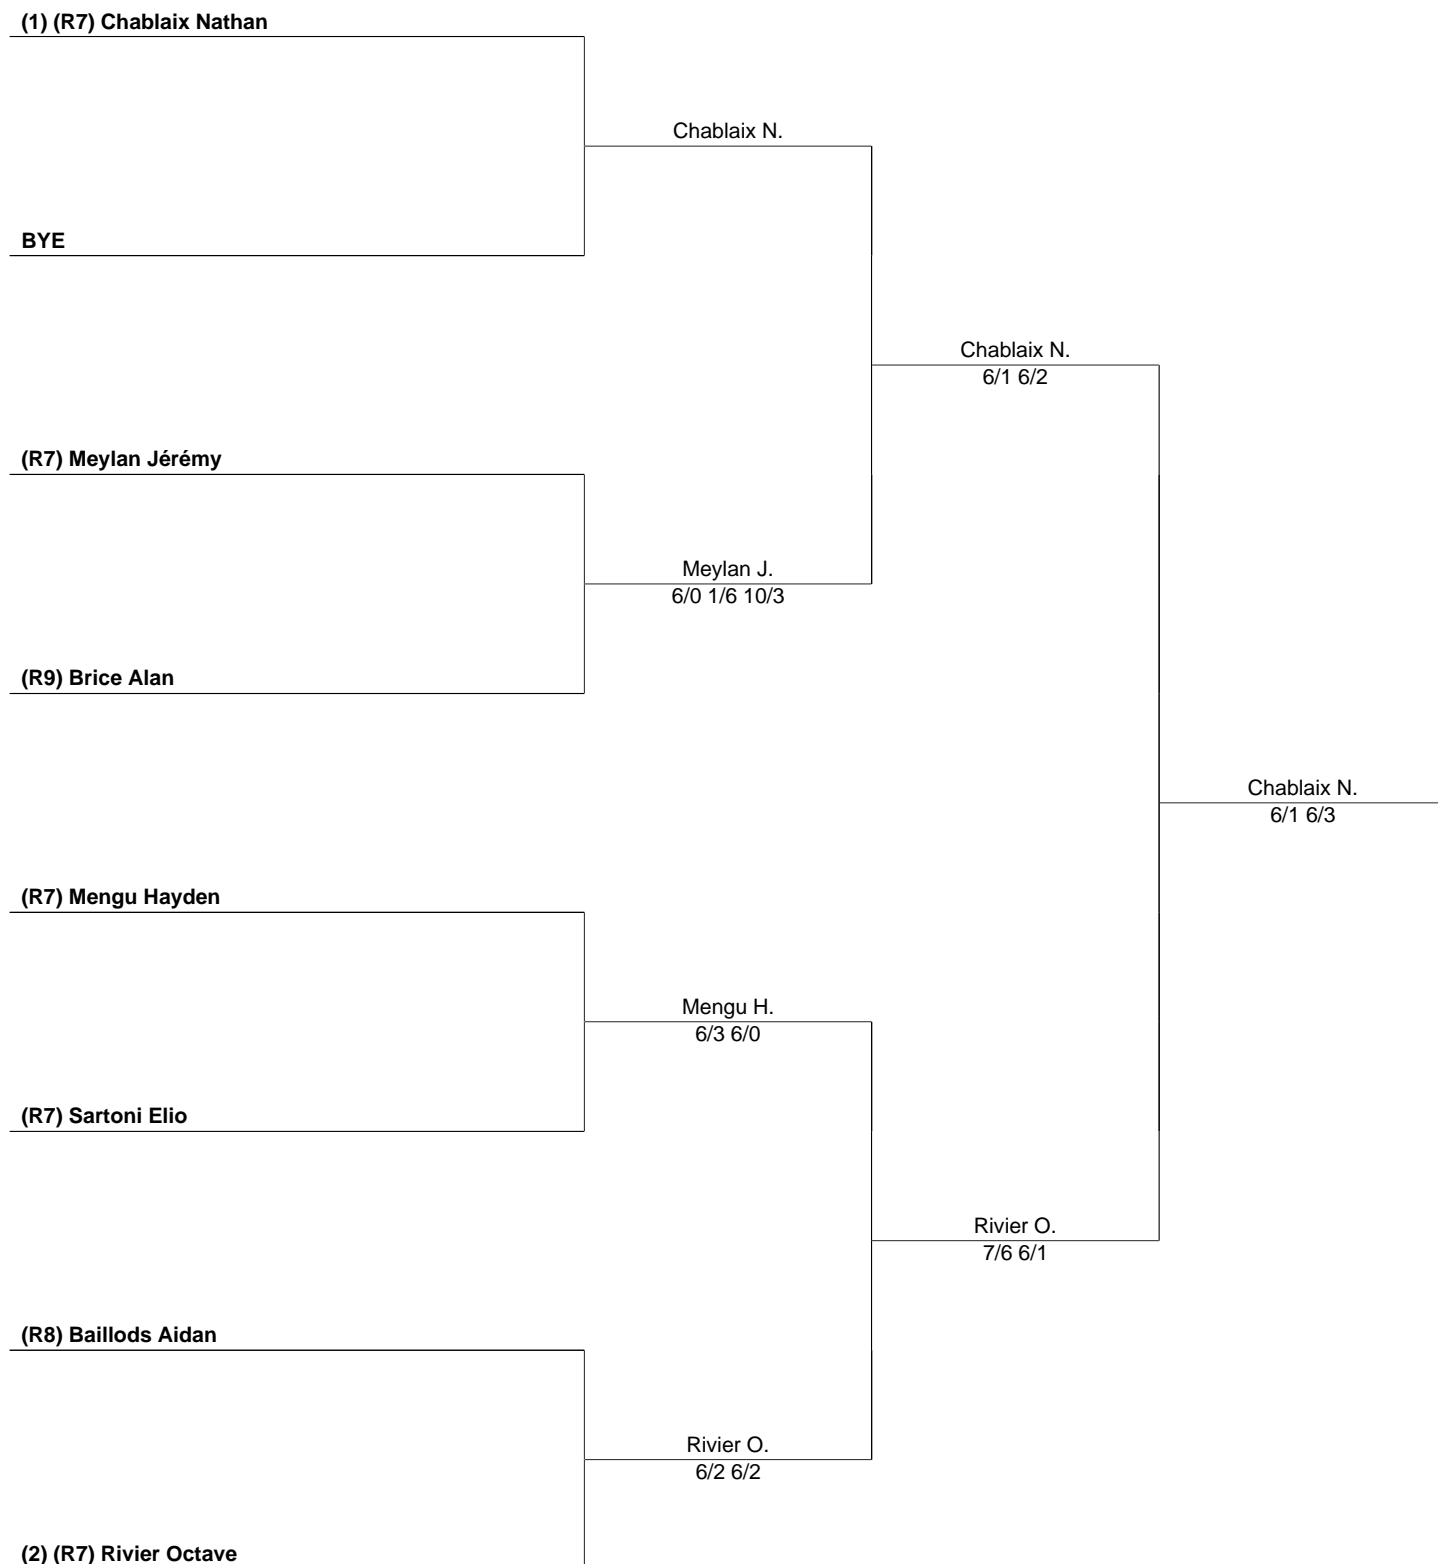 (1) (R7) Chablaix Nathan
Chablaix N.
BYE
Chablaix N.
6/1 6/2
(R7) Meylan Jérémy
Meylan J.
6/0 1/6 10/3
(R9) Brice Alan
Chablaix N.
6/1 6/3
(R7) Mengu Hayden
Mengu H.
6/3 6/0
(R7) Sartoni Elio
Rivier O.
7/6 6/1
(R8) Baillods Aidan
Rivier O.
6/2 6/2
(2) (R7) Rivier Octave